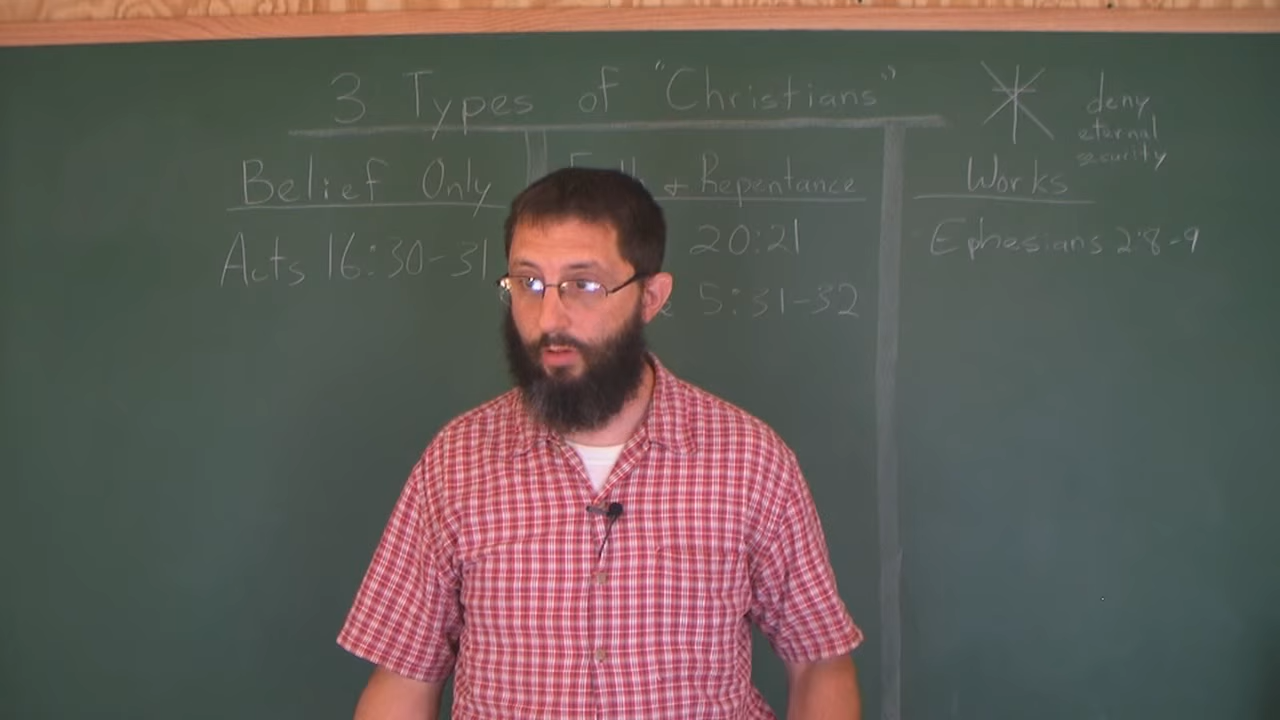 3 Types of "Christians"
deny
eternal
security
Belief Only
& Repentance
Works
Acts 16:30-31
20:21
Ephesians 2:8-9
5:31-32